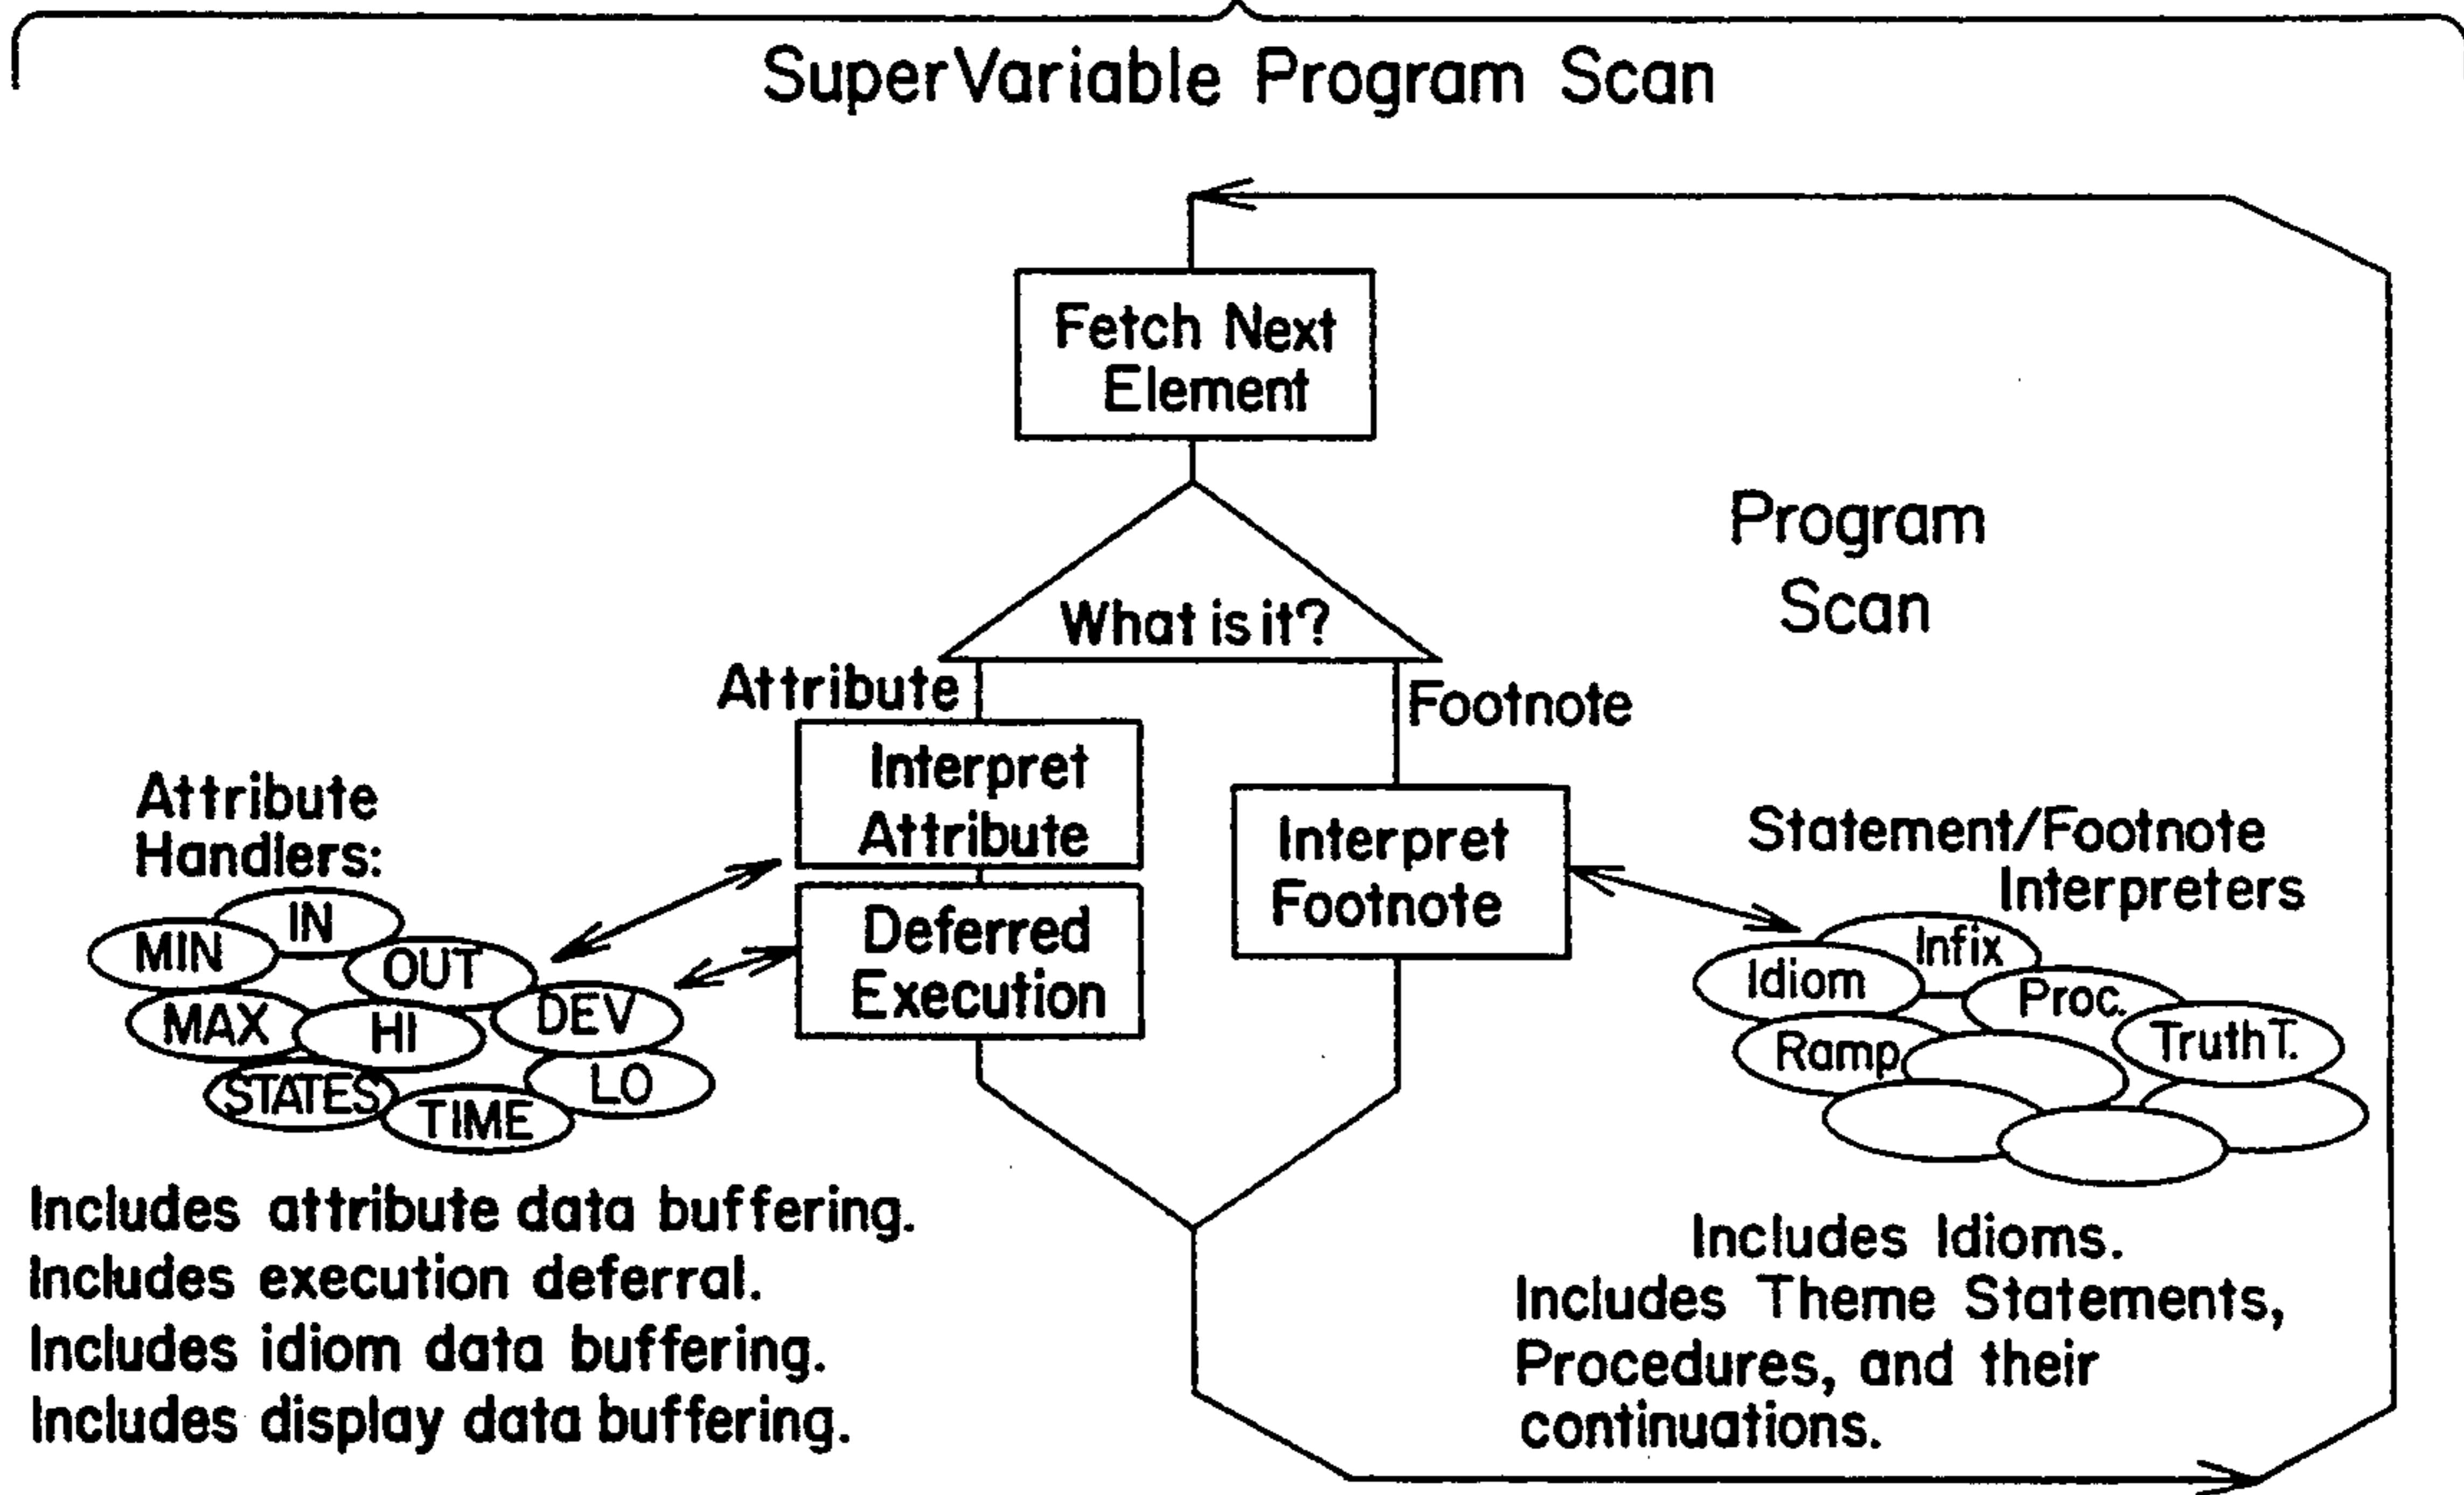 SuperVariable Program Scan
Fetch Next
Element
Program
Scan
What is it?
Attribute
Footnote
Interpret
Attribute
Deferred
Execution
Interpret
Footnote
Attribute
Handlers:
IN
MIN
OUT
MAX
HI
DEV
STATES
TIME
LO
Statement/Footnote
Interpreters
Infix
Idiom
Proc.
Ramp
Truth T.
Includes attribute data buffering.
Includes execution deferral.
Includes idiom data buffering.
Includes display data buffering.
Includes Idioms.
Includes Theme Statements,
Procedures, and their
continuations.